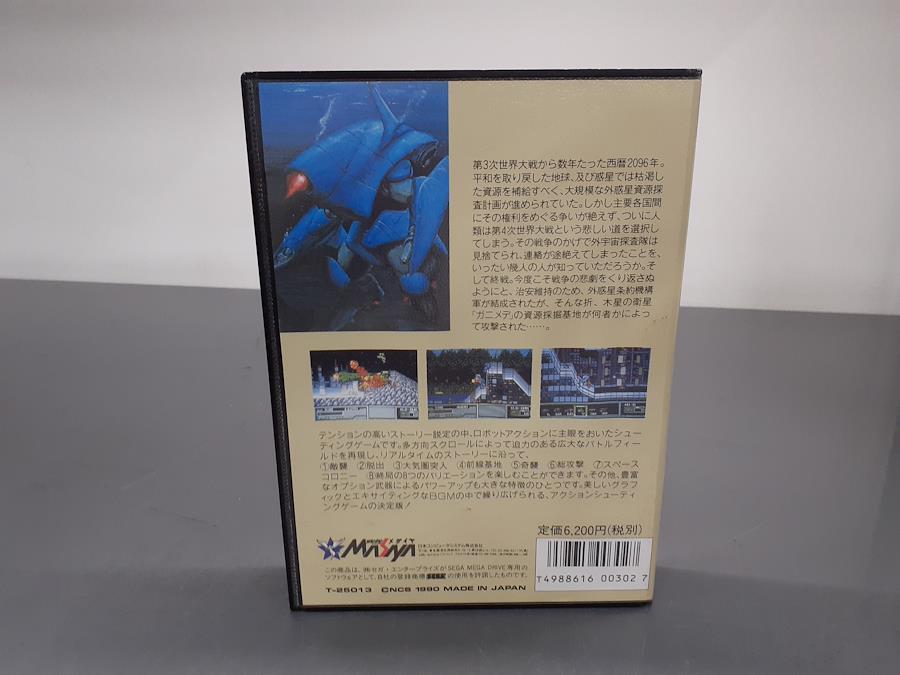 第3次世界大戦から数年たった西暦2096年。
平和を取り戻した地球、及び惑星では枯渇し
た資源を補給すべく、大規模な外惑星資源探
査計画が進められていた。しかし主要各国間
にその権利をめぐる争いが絶えず、ついに人
類は第4次世界大戦という悲しい道を選択し
てしまう。その戦争のかげで外宇宙探査隊は
見捨てられ、連絡が途絶えてしまったことを、
いったい幾人の人が知っていただろうか。そ
して終戦。今度こそ戦争の悲劇をくり返さぬ
ようにと、治安維持のため、外惑星条約機構
軍が結成されたが、そんな折、木星の衛星
「ガニメデ」の資源採掘基地が何者かによっ
て攻撃された……。
テンションの高いストーリー設定の中、ロボットアクションに主眼をおいたシュー
ティングゲームです。多方向スクロールによって迫力のある広大なバトルフィー
ルドを再現し、リアルタイムのストーリーに沿って、
①敵襲 ②脱出 ③大気圏突入 ④前線基地 ⑤奇襲 ⑥総攻撃 ⑦スペース
コロニー ⑧終局の8つのバリエーションを楽しむことができます。その他、豊富
なオプション武器によるパワーアップも大きな特徴のひとつです。美しいグラフ
ィックとエキサイティングなBGMの中で繰り広げられる、アクションシューティ
ングゲームの決定版！
定価6,200円(税別)
メサイヤ
MASAYA
日本コンピュータシステム株式会社
この商品は、㈱セガ・エンタープライゼスがSEGA MEGA DRIVE専用の
ソフトウェアとして、自社の登録商標SEGAの使用を許諾したものです。
T4988616 00302 7
T-25013 ©NCS 1990 MADE IN JAPAN